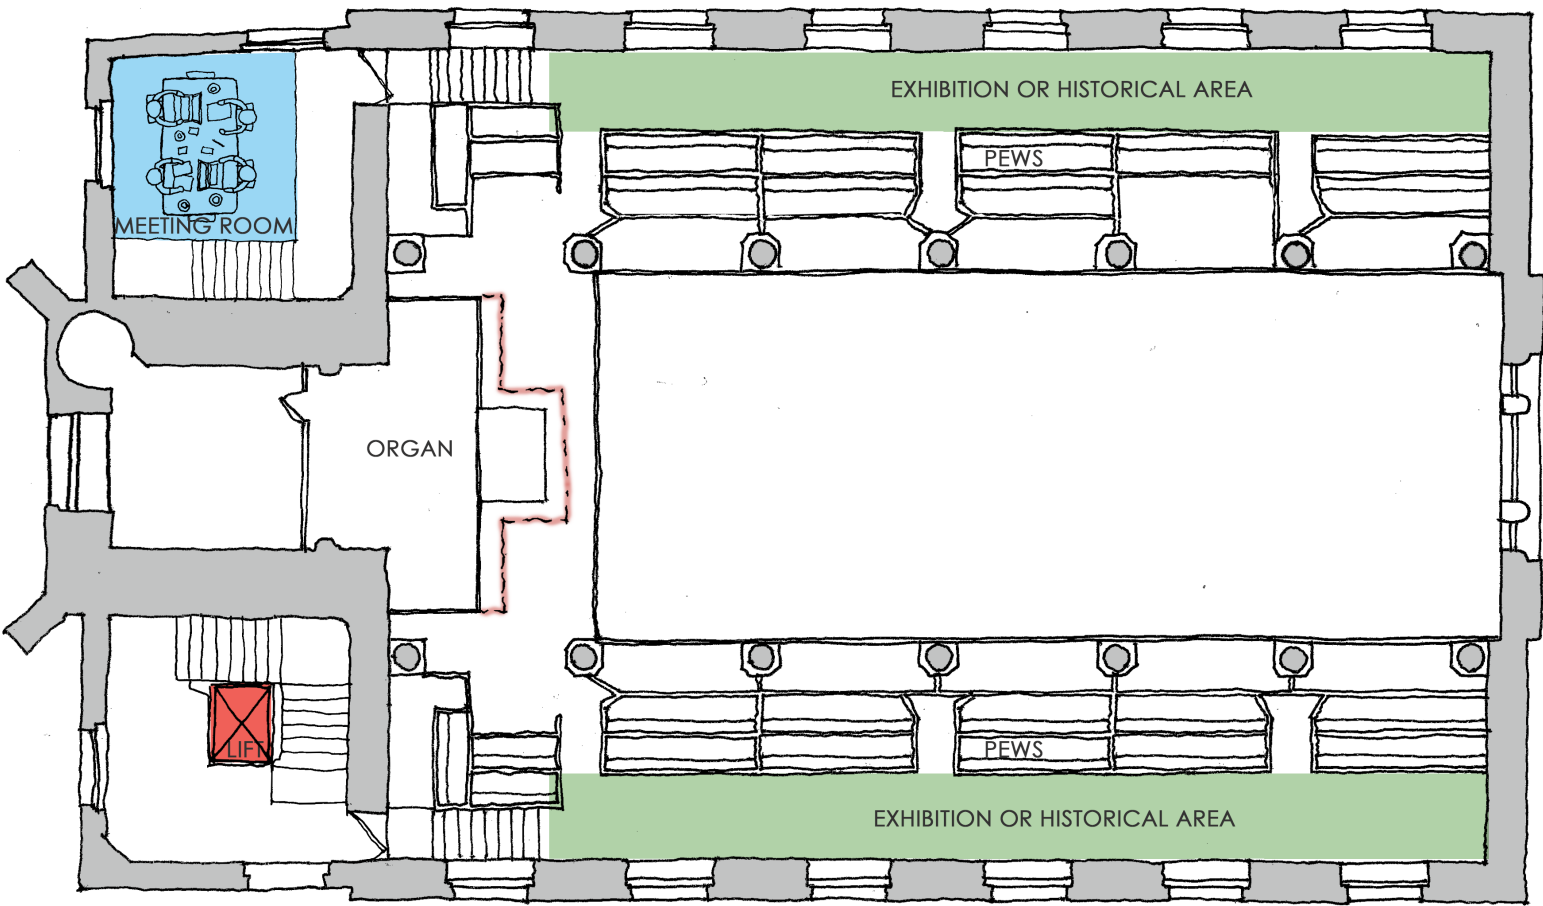 EXHIBITION OR HISTORICAL AREA
PEWS
MEETING ROOM
ORGAN
LIFT
PEWS
EXHIBITION OR HISTORICAL AREA